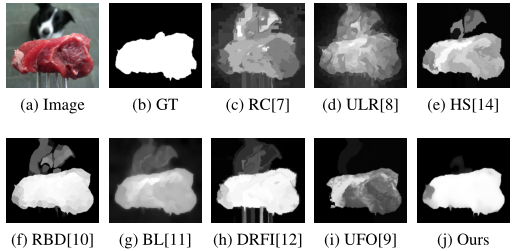 (a) Image (b) GT (c) RC[7] (d) ULR[8] (e) HS[14]
(f) RBD[10] (g) BL[11] (h) DRFI[12] (i) UFO[9] (j) Ours